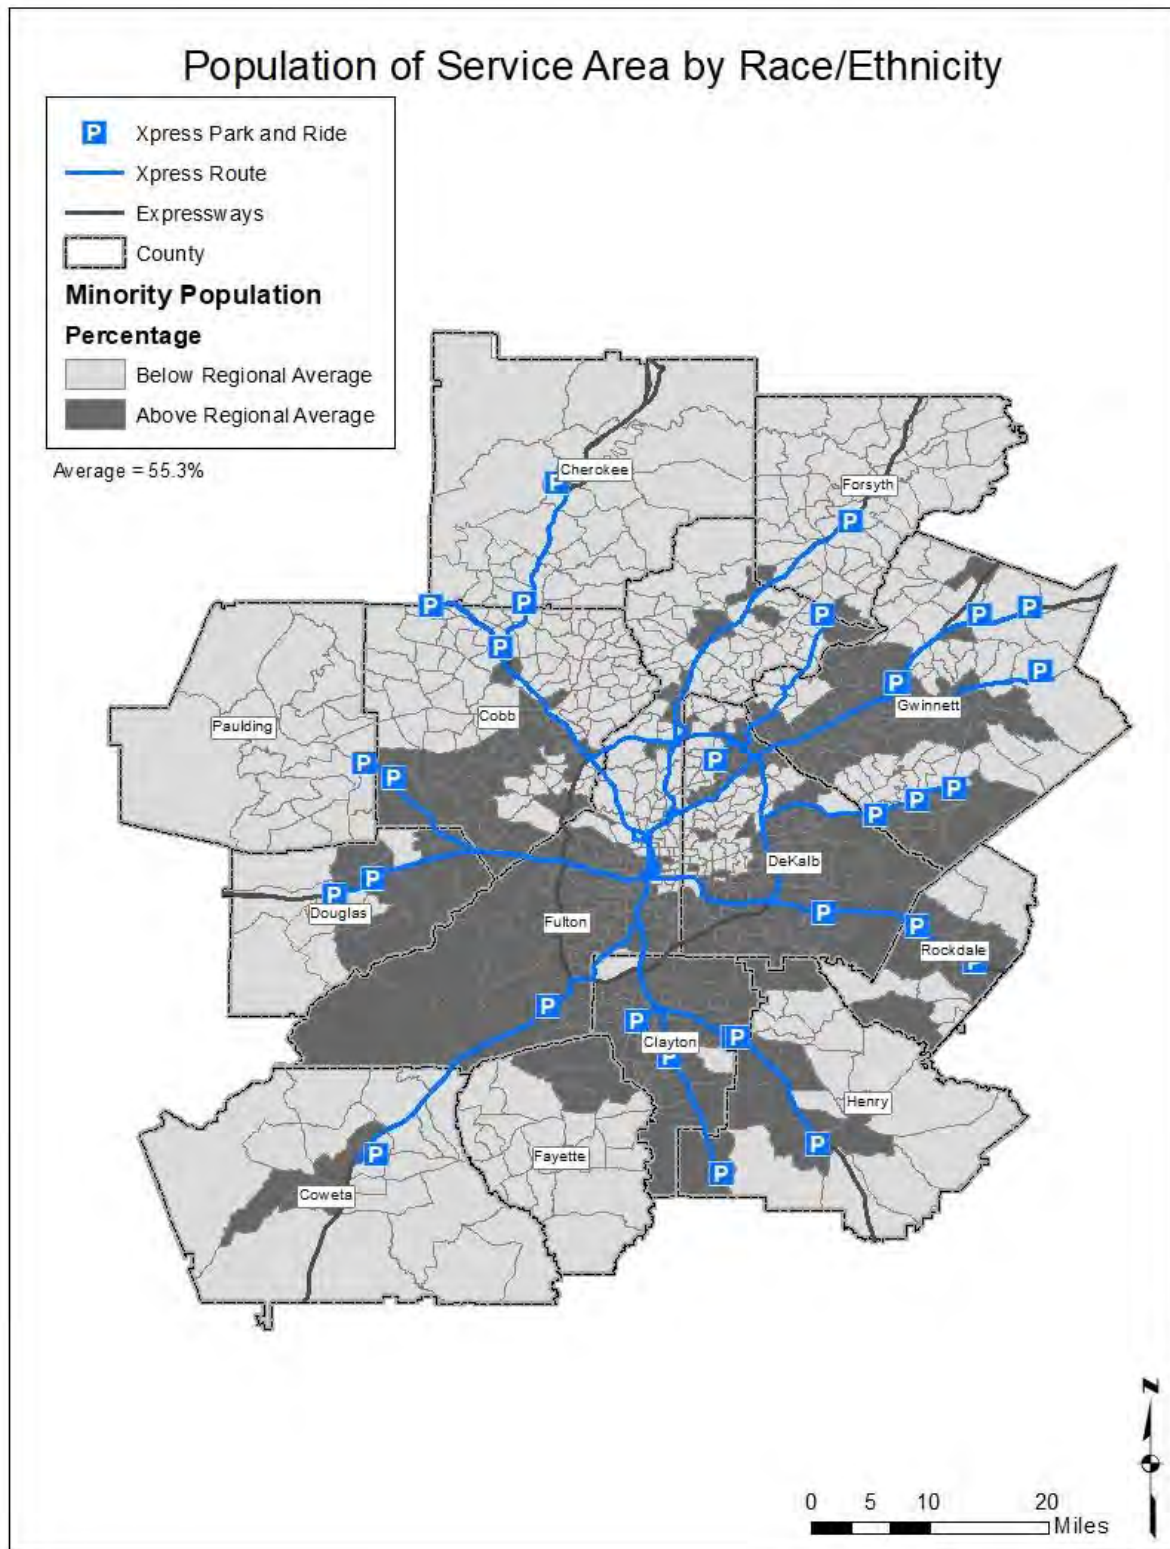 Population of Service Area by Race/Ethnicity
P Xpress Park and Ride
Xpress Route
Expressways
County
Minority Population
Percentage
Below Regional Average
Above Regional Average
Average = 55.3%
Cherokee
P
Forsyth
P
P
P
P
P
P
P
P
P
Gwinnett
Paulding
Cobb
P
P
P
P
P
P
DeKalb
P
P
Douglas
Fulton
P
P
Rockdale
P
P
P
P
Clayton
P
Henry
P
P
Fayette
P
Coweta
N
0 5 10 20
Miles